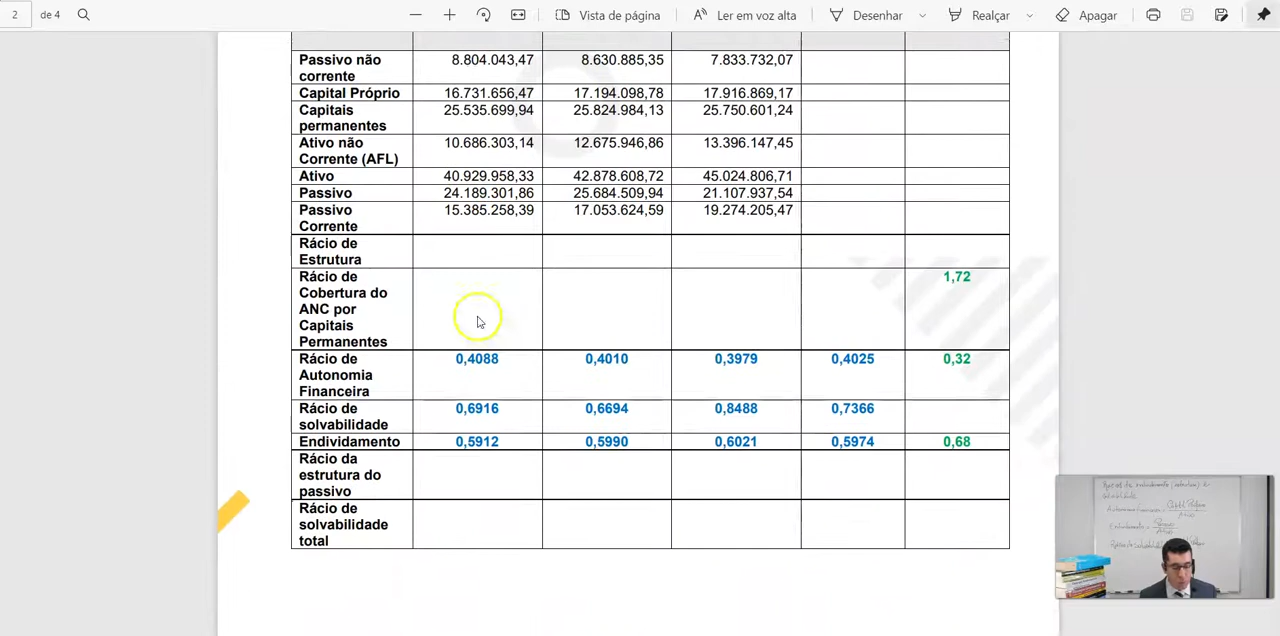 2 de 4 Vista de página Ler em voz alta Desenhar Realçar Apagar
Passivo não corrente 8.804.043,47 8.630.885,35 7.833.732,07
Capital Próprio 16.731.656,47 17.194.098,78 17.916.869,17
Capitais permanentes 25.535.699,94 25.824.984,13 25.750.601,24
Ativo não Corrente (AFL) 10.686.303,14 12.675.946,86 13.396.147,45
Ativo 40.929.958,33 42.878.608,72 45.024.806,71
Passivo 24.189.301,86 25.684.509,94 21.107.937,54
Passivo Corrente 15.385.258,39 17.053.624,59 19.274.205,47
Rácio de Estrutura
Rácio de Cobertura do ANC por Capitais Permanentes 1,72
Rácio de Autonomia Financeira 0,4088 0,4010 0,3979 0,4025 0,32
Rácio de solvabilidade 0,6916 0,6694 0,8488 0,7366
Endividamento 0,5912 0,5990 0,6021 0,5974 0,68
Rácio da estrutura do passivo
Rácio de solvabilidade total